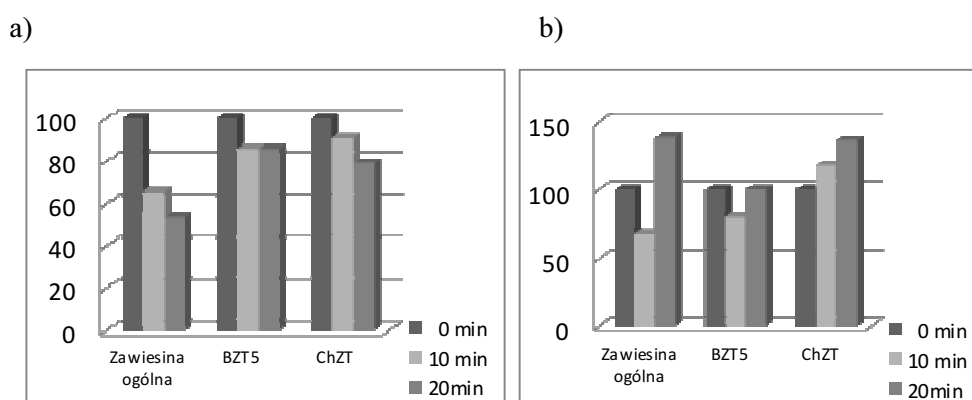 a)
100
80
60
40
20
0
Zawiesina
ogólna
BZT5
ChZT
0 min
10 min
20min
b)
150
100
50
0
Zawiesina
ogólna
BZT5
ChZT
0 min
10 min
20min